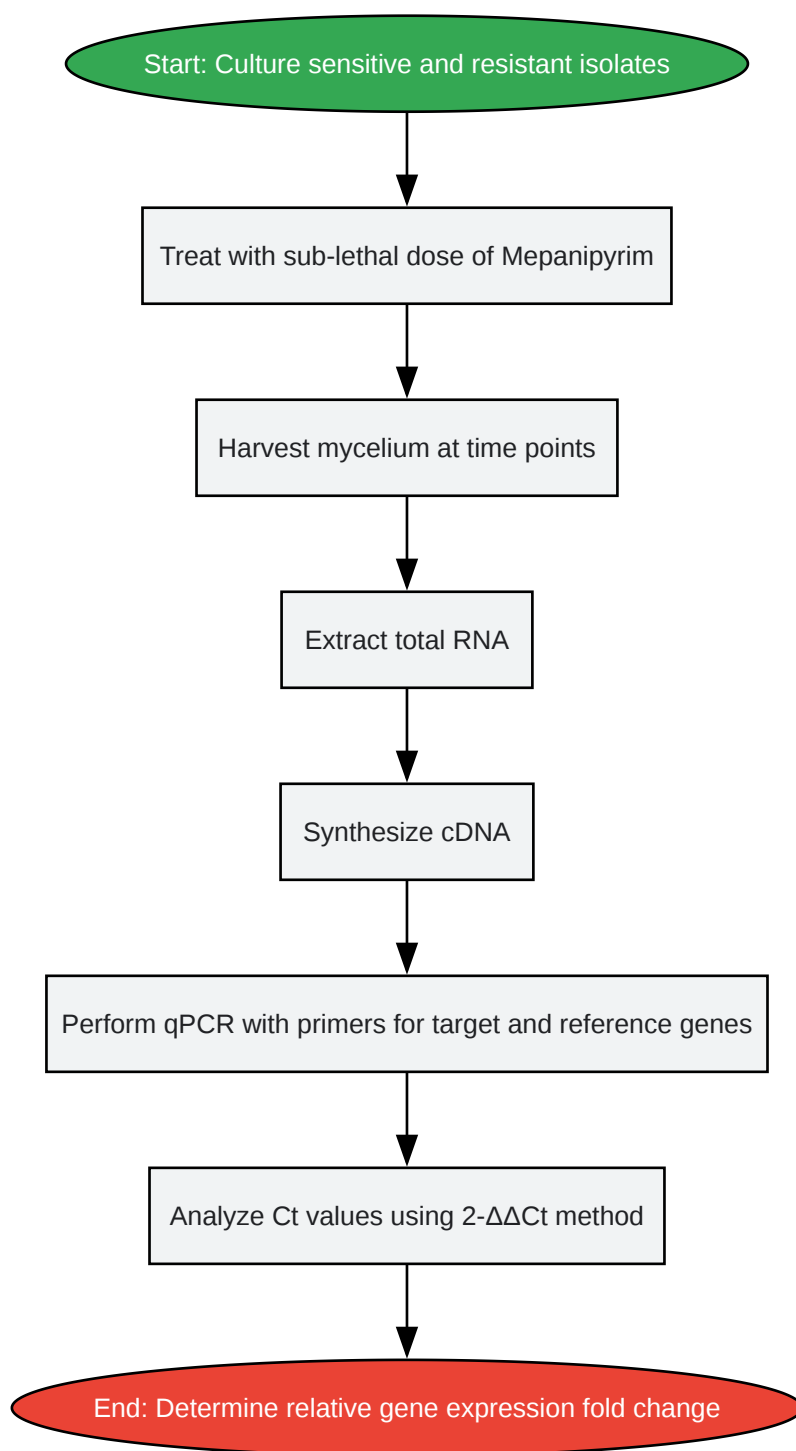 Start: Culture sensitive and resistant isolates
Treat with sub-lethal dose of Mepanipyrim
Harvest mycelium at time points
Extract total RNA
Synthesize cDNA
Perform qPCR with primers for target and reference genes
Analyze Ct values using 2-ΔΔCt method
End: Determine relative gene expression fold change